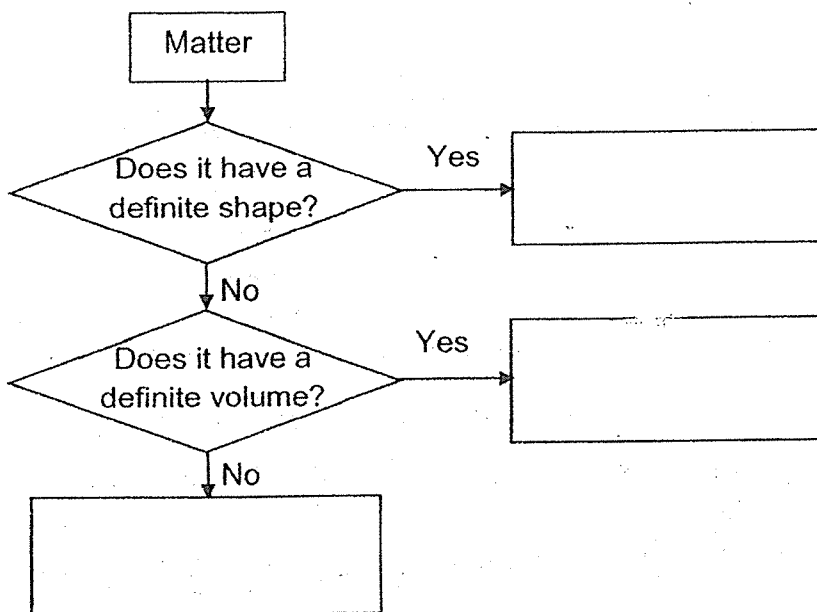 Matter
Does it have a
definite shape?
Yes
No
Does it have a
definite volume?
Yes
No